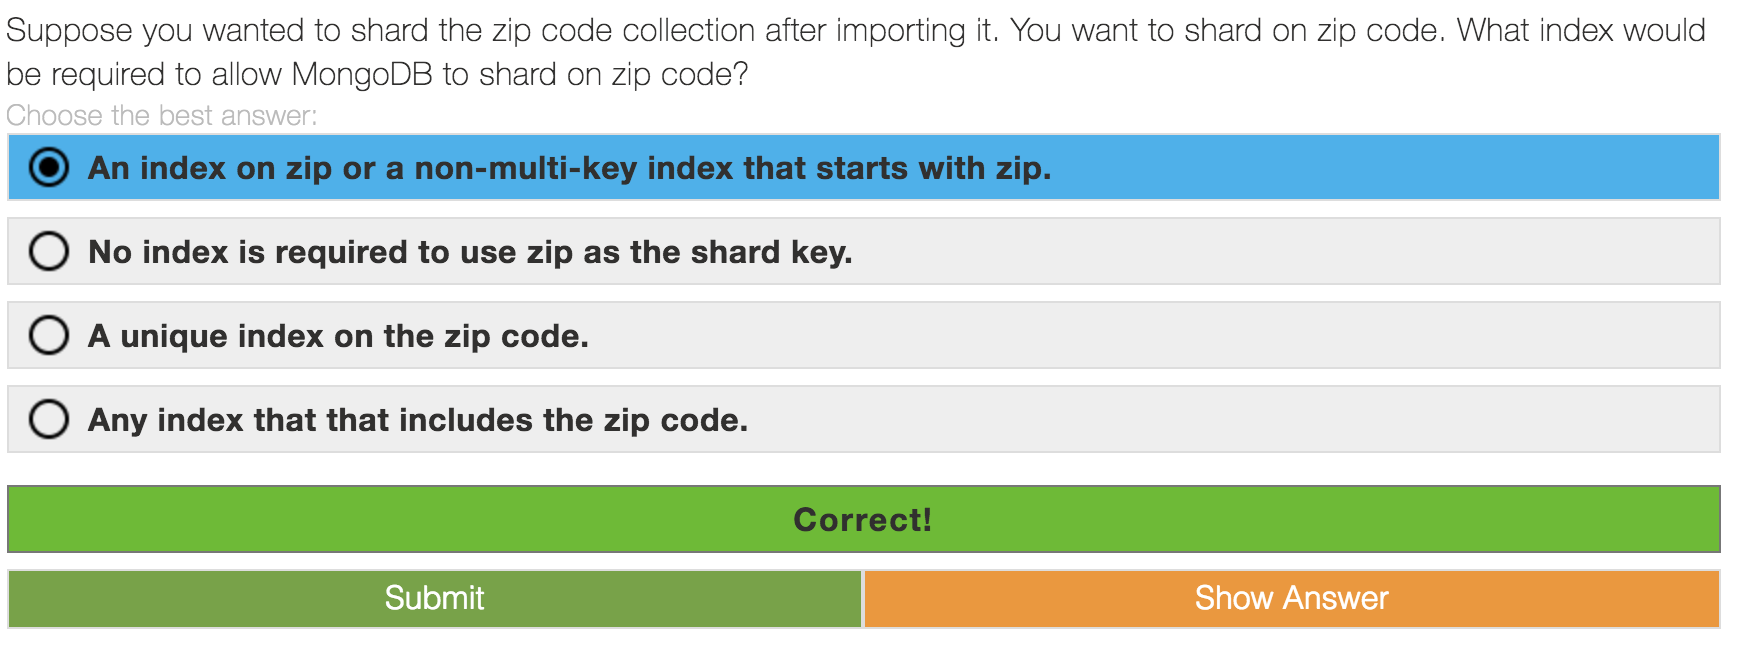 Suppose you wanted to shard the zip code collection after importing it. You want to shard on zip code. What index would
be required to allow MongoDB to shard on zip code?
Choose the best answer:
An index on zip or a non-multi-key index that starts with zip.
No index is required to use zip as the shard key.
A unique index on the zip code.
Any index that that includes the zip code.
Correct!
Submit
Show Answer